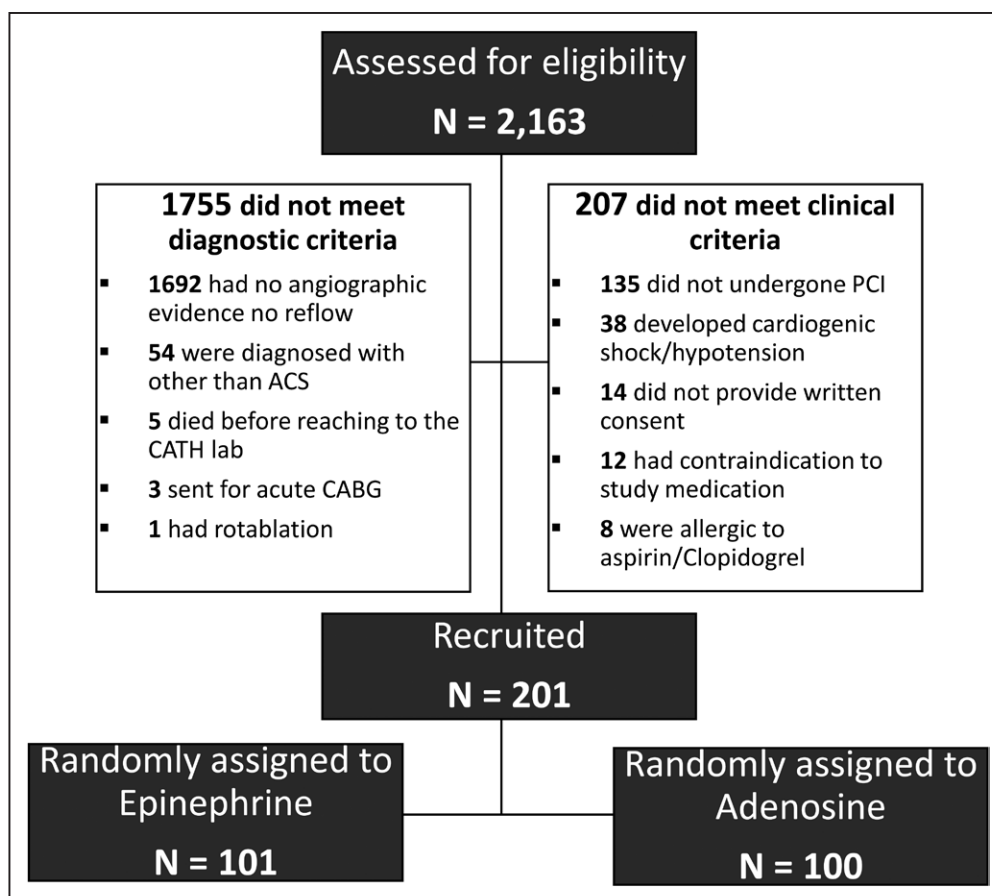 Assessed for eligibility
N = 2,163
1755 did not meet
diagnostic criteria
▪ 1692 had no angiographic
evidence no reflow
▪ 54 were diagnosed with
other than ACS
▪ 5 died before reaching to the
CATH lab
▪ 3 sent for acute CABG
▪ 1 had rotablation
207 did not meet clinical
criteria
▪ 135 did not undergone PCI
▪ 38 developed cardiogenic
shock/hypotension
▪ 14 did not provide written
consent
▪ 12 had contraindication to
study medication
▪ 8 were allergic to
aspirin/Clopidogrel
Recruited
N = 201
Randomly assigned to
Epinephrine
N = 101
Randomly assigned to
Adenosine
N = 100